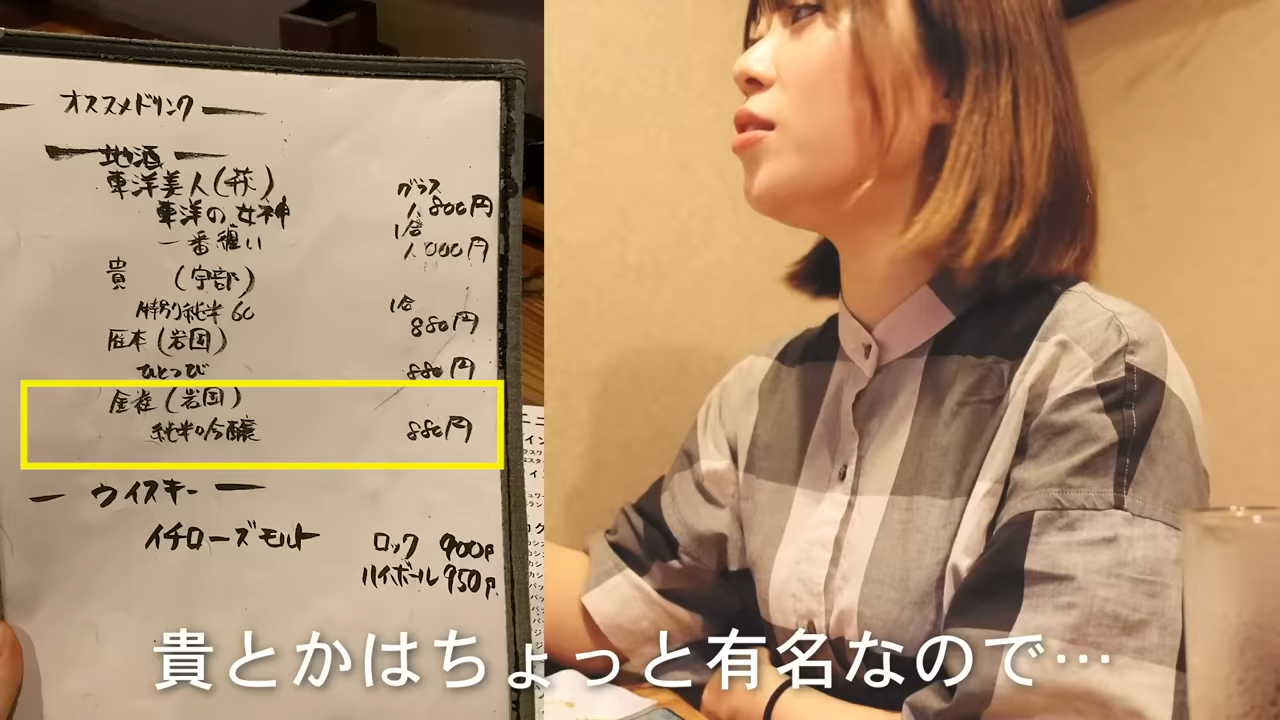 オススメドリンク
地酒
東洋美人(萩) グラス
東洋の女神 1,800円
一番纏い 1合 1,000円
貴 (宇部)
特別純米60 1合 880円
雁木(岩国)
ひとつび 880円
金雀(岩国)
純米吟醸 880円
ウイスキー
イチローズモルト ロック 900円
ハイボール 950円
貴とかはちょっと有名なので…